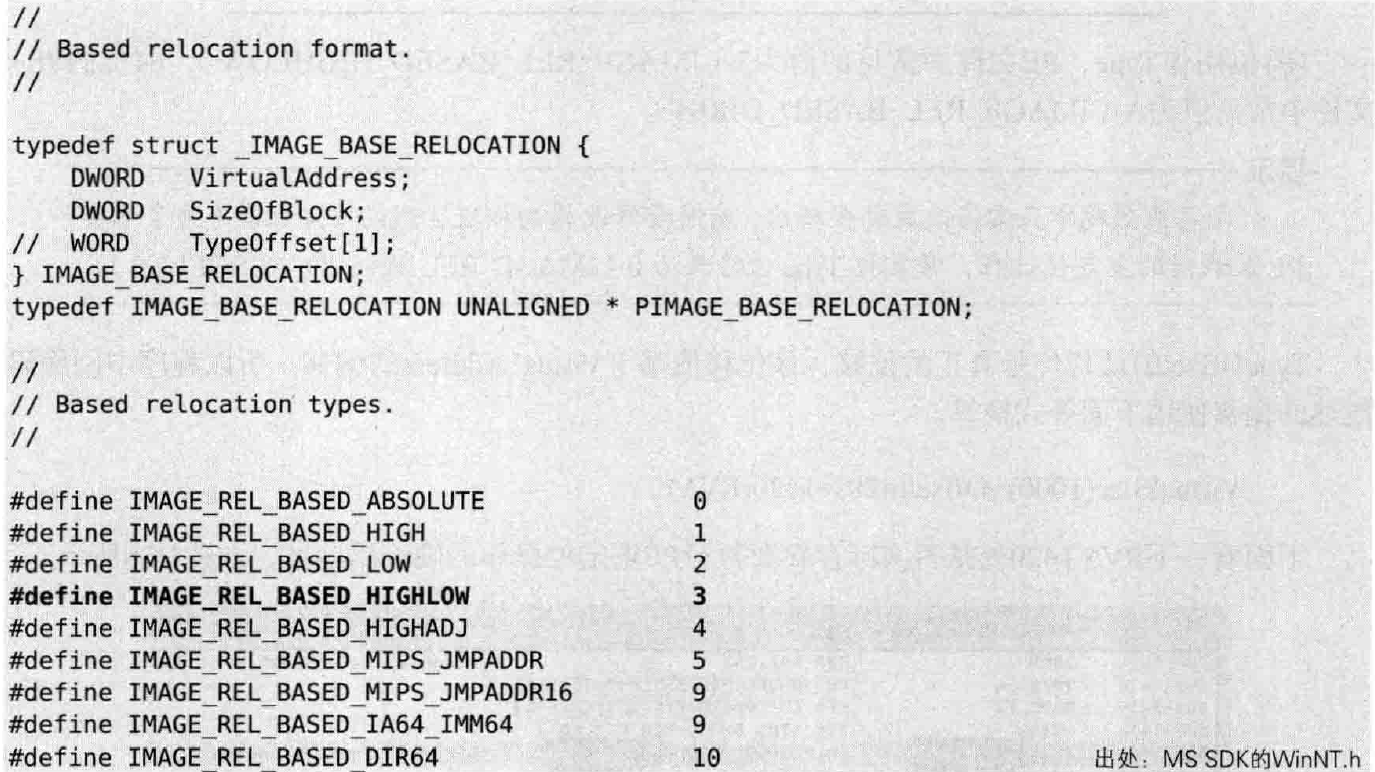 //
// Based relocation format.
//
typedef struct _IMAGE_BASE_RELOCATION {
    DWORD   VirtualAddress;
    DWORD   SizeOfBlock;
//  WORD    TypeOffset[1];
} IMAGE_BASE_RELOCATION;
typedef IMAGE_BASE_RELOCATION UNALIGNED * PIMAGE_BASE_RELOCATION;
//
// Based relocation types.
//
#define IMAGE_REL_BASED_ABSOLUTE 0
#define IMAGE_REL_BASED_HIGH 1
#define IMAGE_REL_BASED_LOW 2
#define IMAGE_REL_BASED_HIGHLOW 3
#define IMAGE_REL_BASED_HIGHADJ 4
#define IMAGE_REL_BASED_MIPS_JMPADDR 5
#define IMAGE_REL_BASED_MIPS_JMPADDR16 9
#define IMAGE_REL_BASED_IA64_IMM64 9
#define IMAGE_REL_BASED_DIR64 10
出处：MS SDK的WinNT.h